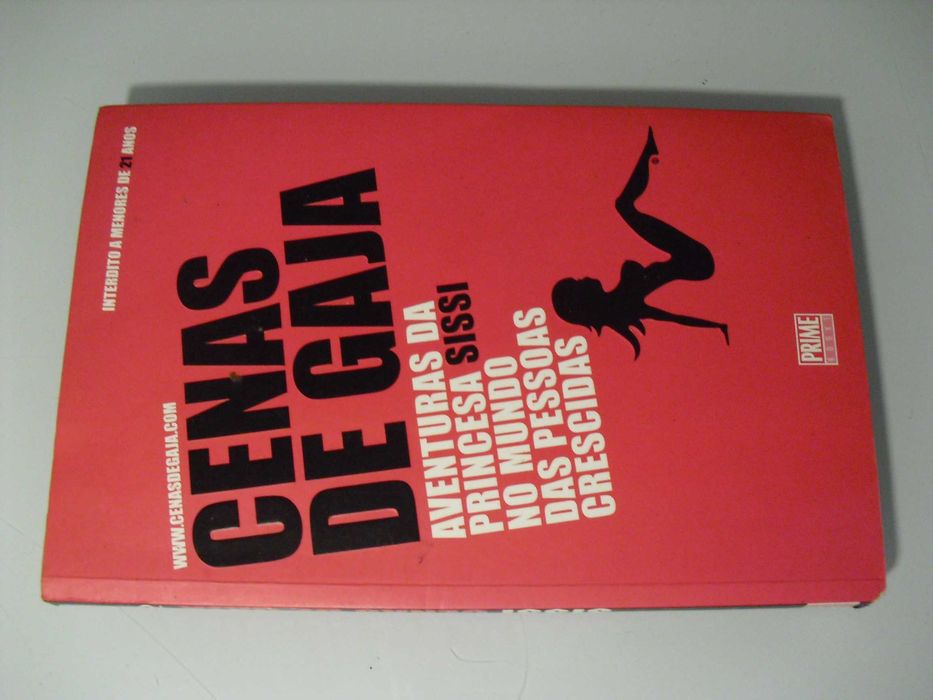 INTERDITO A MENORES DE 21 ANOS
WWW.CENASDEGAJA.COM
CENAS
DE GAJA
AVENTURAS DA
PRINCESA SISSI
NO MUNDO
DAS PESSOAS
CRESCIDAS
PRIME
BOOKS